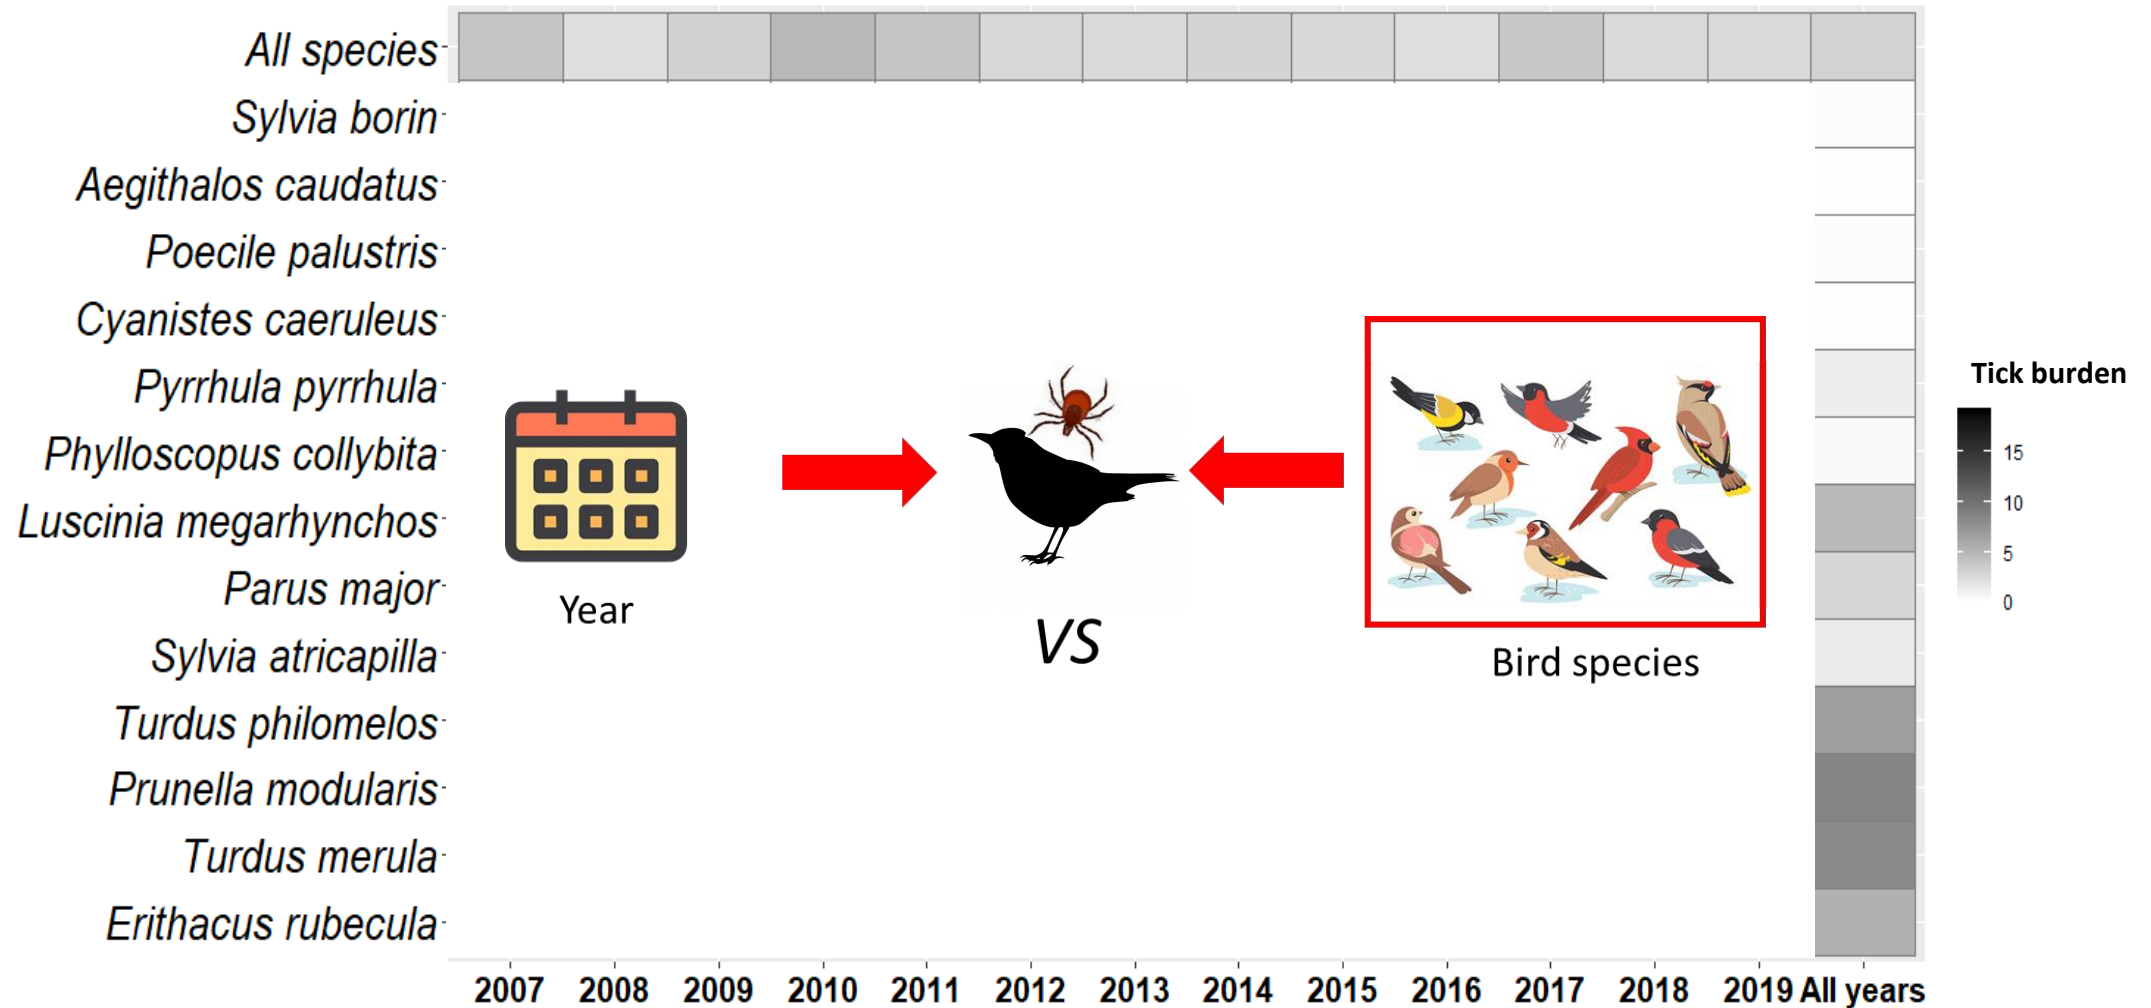 All species
Sylvia borin
Aegithalos caudatus
Poecile palustris
Cyanistes caeruleus
Pyrrhula pyrrhula
Phylloscopus collybita
Luscinia megarhynchos
Parus major
Sylvia atricapilla
Turdus philomelos
Prunella modularis
Turdus merula
Erithacus rubecula
Year
VS
Bird species
Tick burden
15
10
5
0
2007 2008 2009 2010 2011 2012 2013 2014 2015 2016 2017 2018 2019 All years